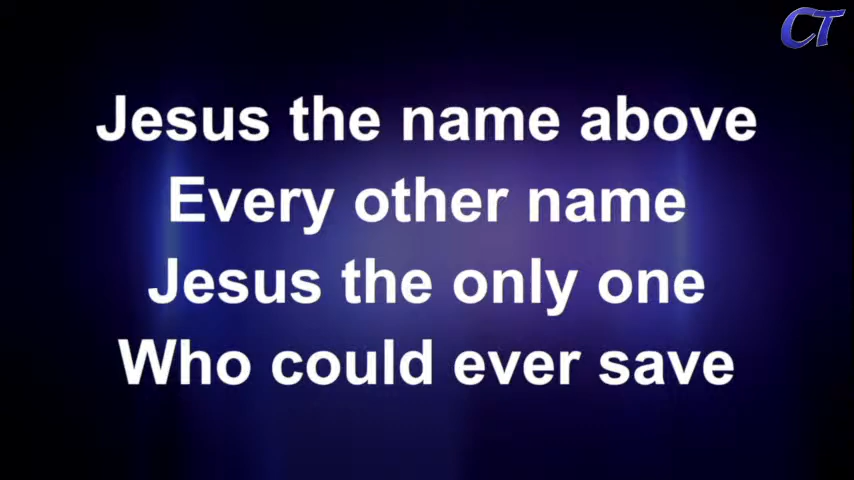 CT
Jesus the name above
Every other name
Jesus the only one
Who could ever save